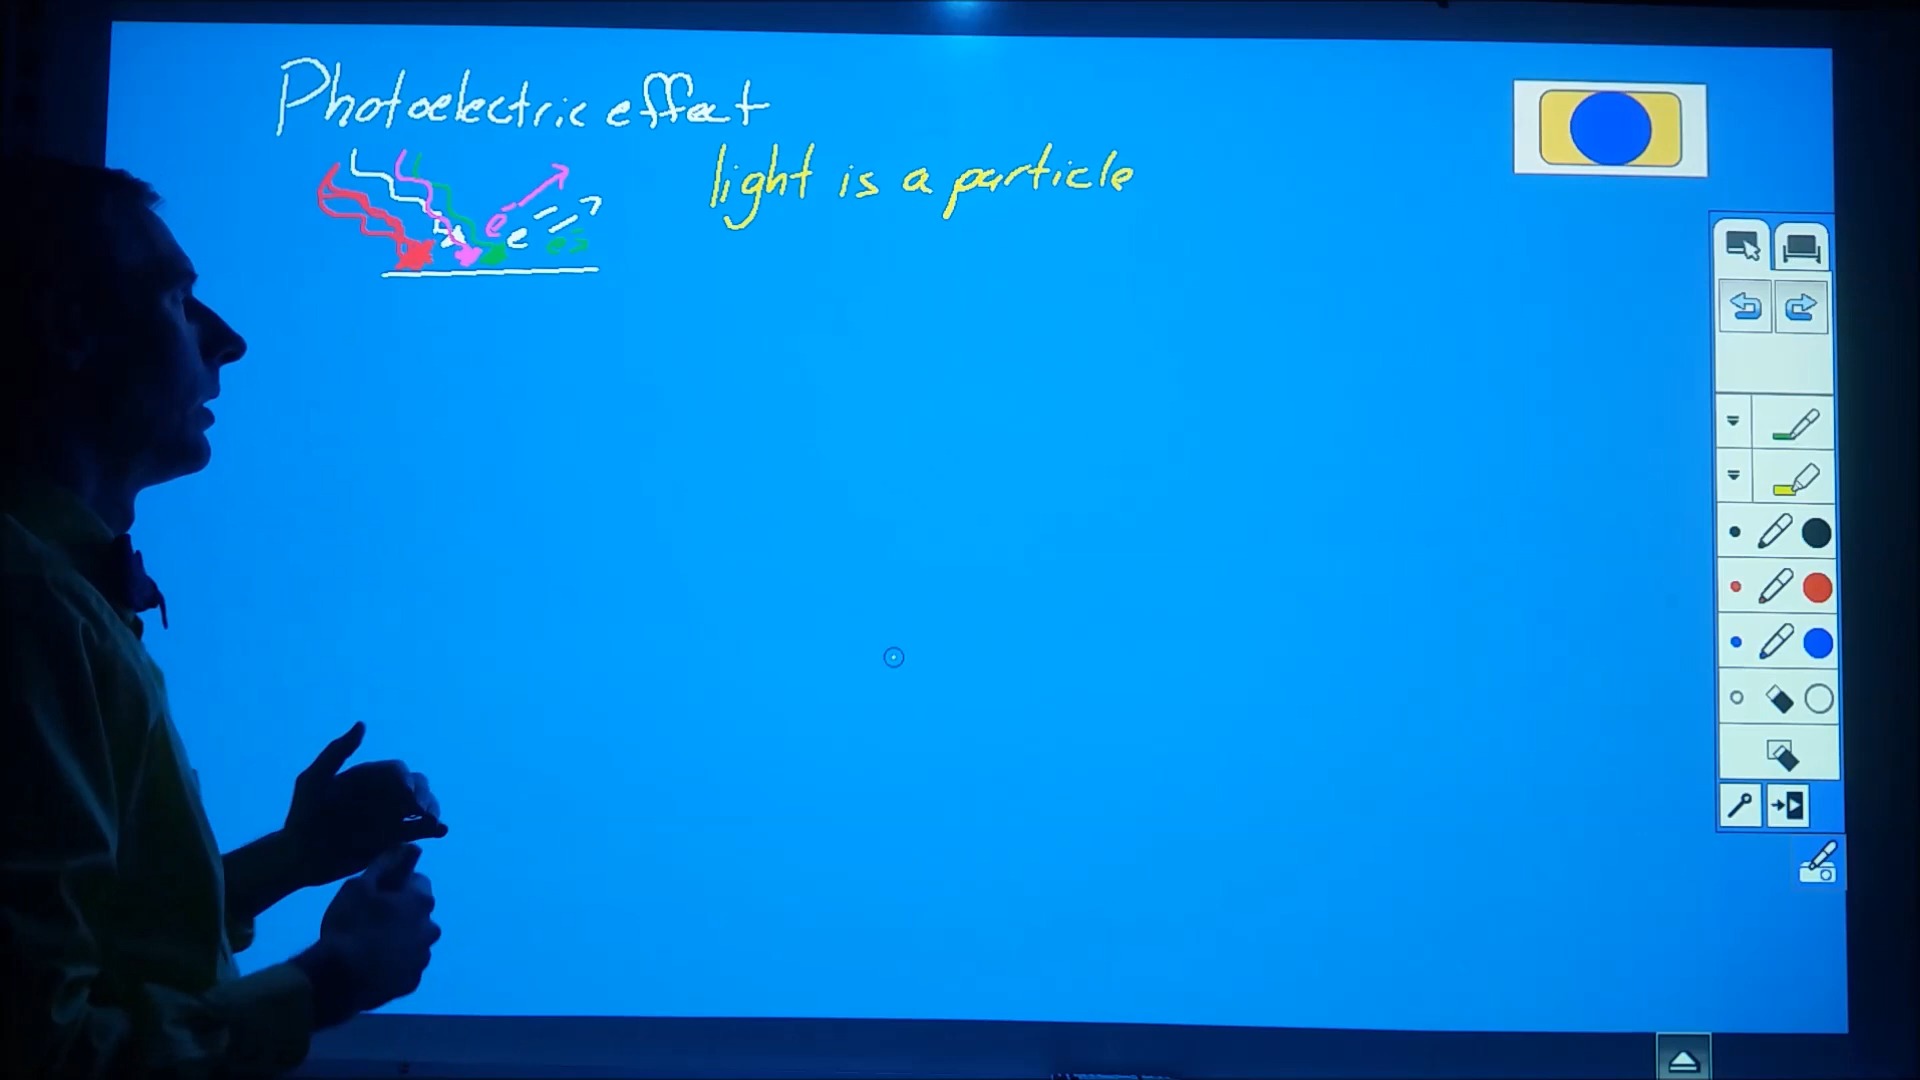 Photoelectric effect
light is a particle
e⁻
e⁻
e⁻